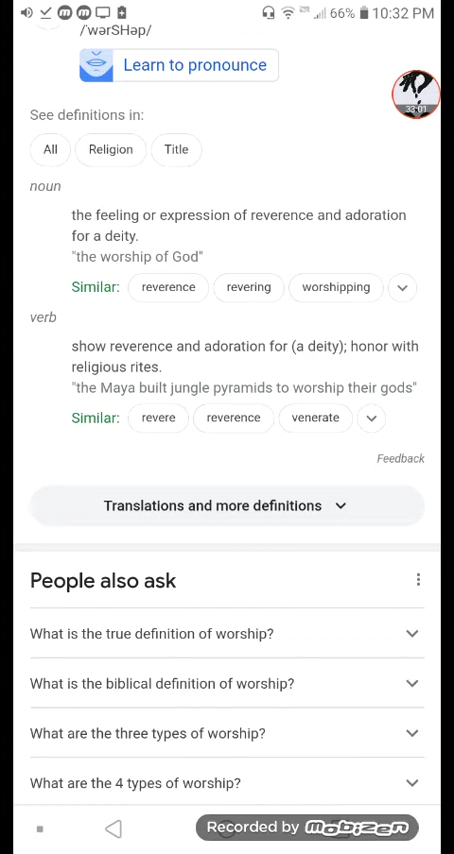 66% 10:32 PM
/ˈwərSHəp/
Learn to pronounce
33:01
See definitions in:
All Religion Title
noun
the feeling or expression of reverence and adoration
for a deity.
"the worship of God"
Similar: reverence revering worshipping
verb
show reverence and adoration for (a deity); honor with
religious rites.
"the Maya built jungle pyramids to worship their gods"
Similar: revere reverence venerate
Feedback
Translations and more definitions
People also ask
What is the true definition of worship?
What is the biblical definition of worship?
What are the three types of worship?
What are the 4 types of worship?
Recorded by mobizen